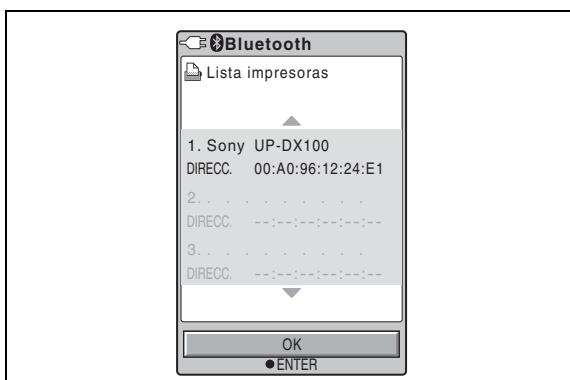 Bluetooth
Lista impresoras
1. Sony UP-DX100
DIRECC. 00:A0:96:12:24:E1
2. . . . . . . . . .
DIRECC. --:--:--:--:--:--
3. . . . . . . . . .
DIRECC. --:--:--:--:--:--
OK
●ENTER